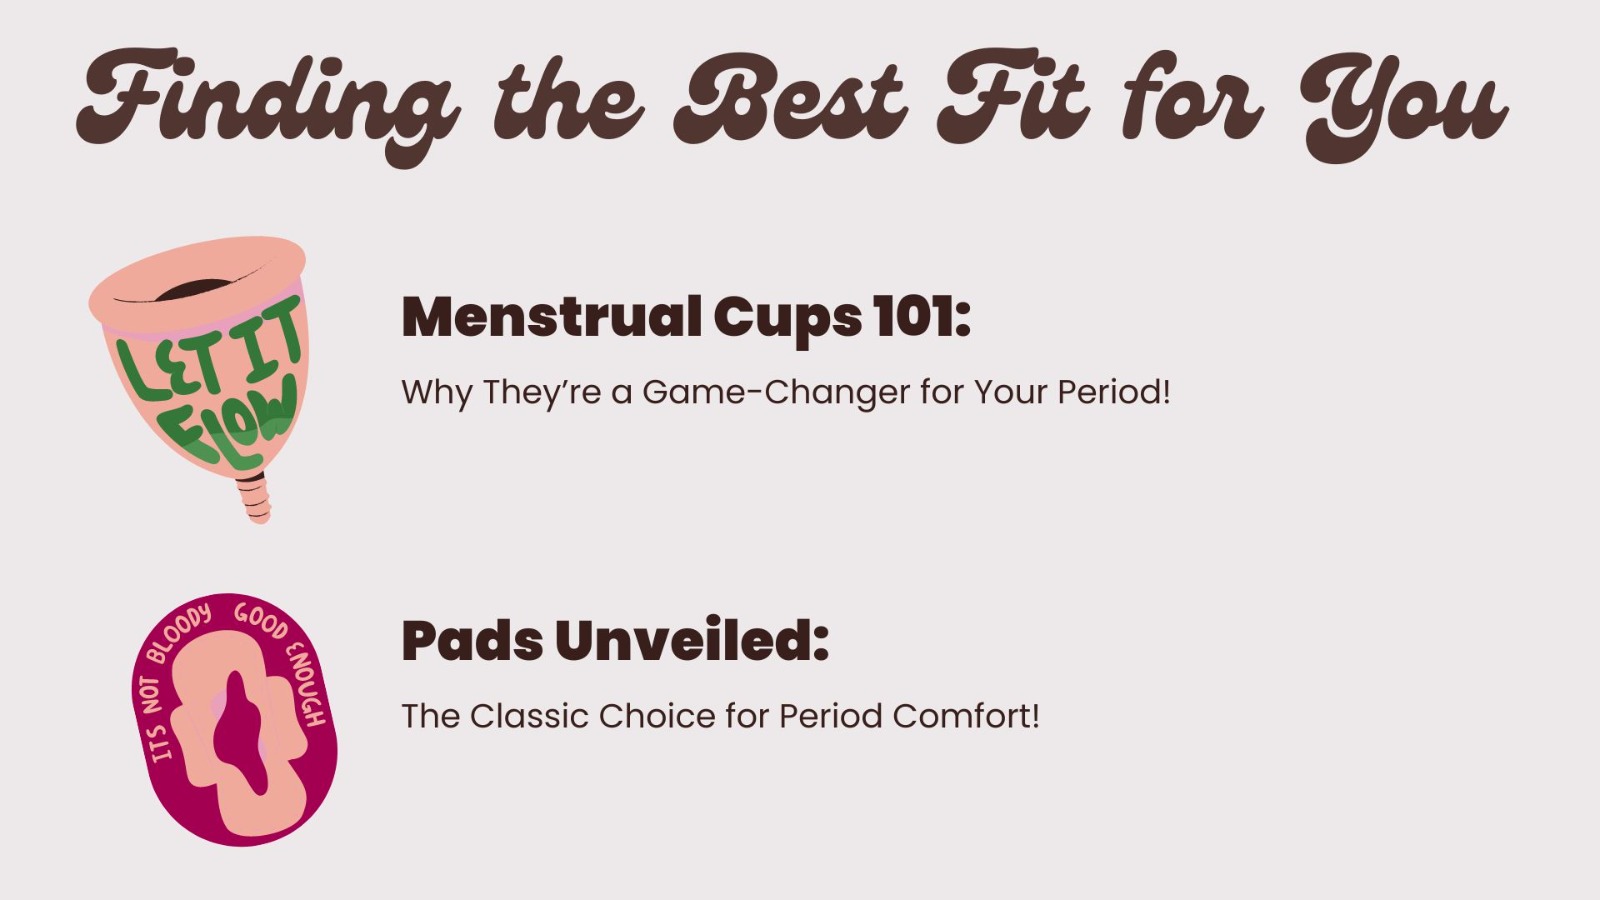 Finding the Best Fit for You
LET IT
FLOW
Menstrual Cups 101:
Why They’re a Game-Changer for Your Period!
ITS NOT BLOODY GOOD ENOUGH
Pads Unveiled:
The Classic Choice for Period Comfort!